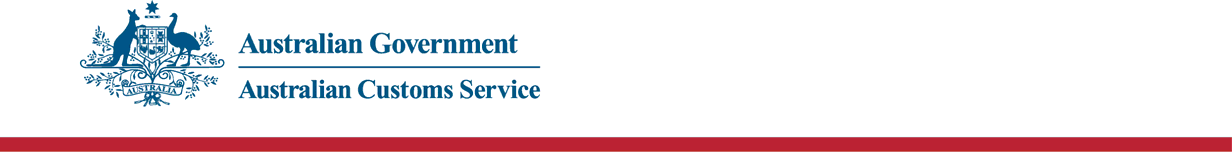 Australian Government
Australian Customs Service
AUSTRALIA